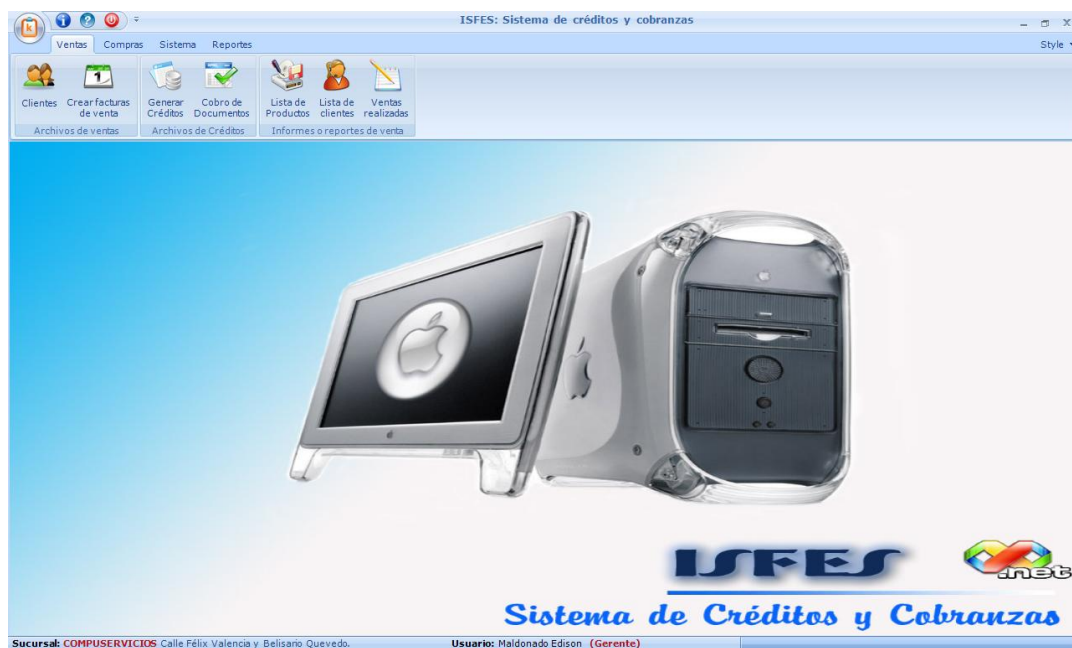 ISFES: Sistema de créditos y cobranzas
Ventas Compras Sistema Reportes Style
Clientes Crear facturas de venta Generar Créditos Cobro de Documentos Lista de Productos Lista de clientes Ventas realizadas
Archivos de ventas Archivos de Créditos Informes o reportes de venta
ISFES .net
Sistema de Créditos y Cobranzas
Sucursal: COMPUSERVICIOS Calle Félix Valencia y Belisario Quevedo. Usuario: Maldonado Edison (Gerente)